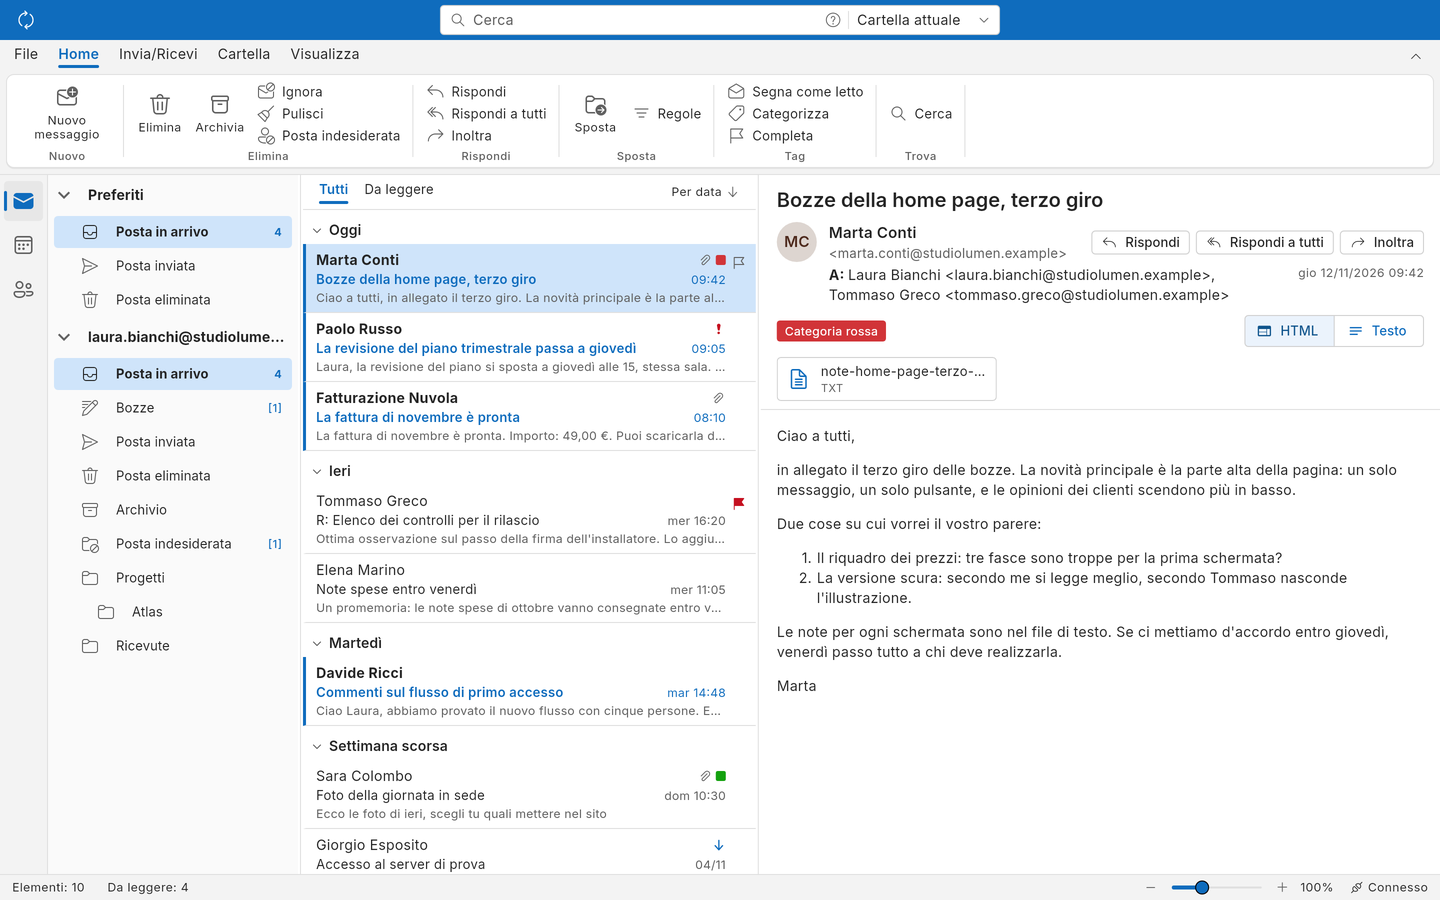 Cerca
Cartella attuale
File Home Invia/Ricevi Cartella Visualizza
Nuovo
messaggio
Nuovo
Elimina
Archivia
Ignora
Pulisci
Posta indesiderata
Elimina
Rispondi
Rispondi a tutti
Inoltra
Rispondi
Sposta
Regole
Sposta
Segna come letto
Categorizza
Completa
Tag
Cerca
Trova
Preferiti
Posta in arrivo 4
Posta inviata
Posta eliminata
laura.bianchi@studiolume...
Posta in arrivo 4
Bozze [1]
Posta inviata
Posta eliminata
Archivio
Posta indesiderata [1]
Progetti
Atlas
Ricevute
Tutti Da leggere Per data
Oggi
Marta Conti
Bozze della home page, terzo giro 09:42
Ciao a tutti, in allegato il terzo giro. La novità principale è la parte al...
Paolo Russo
La revisione del piano trimestrale passa a giovedì 09:05
Laura, la revisione del piano si sposta a giovedì alle 15, stessa sala. ...
Fatturazione Nuvola
La fattura di novembre è pronta 08:10
La fattura di novembre è pronta. Importo: 49,00 €. Puoi scaricarla d...
Ieri
Tommaso Greco
R: Elenco dei controlli per il rilascio mer 16:20
Ottima osservazione sul passo della firma dell'installatore. Lo aggiu...
Elena Marino
Note spese entro venerdì mer 11:05
Un promemoria: le note spese di ottobre vanno consegnate entro v...
Martedì
Davide Ricci
Commenti sul flusso di primo accesso mar 14:48
Ciao Laura, abbiamo provato il nuovo flusso con cinque persone. E...
Settimana scorsa
Sara Colombo
Foto della giornata in sede dom 10:30
Ecco le foto di ieri, scegli tu quali mettere nel sito
Giorgio Esposito
Accesso al server di prova 04/11
Bozze della home page, terzo giro
MC
Marta Conti
<marta.conti@studiolumen.example>
Rispondi
Rispondi a tutti
Inoltra
A: Laura Bianchi <laura.bianchi@studiolumen.example>,
Tommaso Greco <tommaso.greco@studiolumen.example>
gio 12/11/2026 09:42
Categoria rossa
HTML
Testo
note-home-page-terzo-...
TXT
Ciao a tutti,
in allegato il terzo giro delle bozze. La novità principale è la parte alta della pagina: un solo
messaggio, un solo pulsante, e le opinioni dei clienti scendono più in basso.
Due cose su cui vorrei il vostro parere:
1. Il riquadro dei prezzi: tre fasce sono troppe per la prima schermata?
2. La versione scura: secondo me si legge meglio, secondo Tommaso nasconde
l'illustrazione.
Le note per ogni schermata sono nel file di testo. Se ci mettiamo d'accordo entro giovedì,
venerdì passo tutto a chi deve realizzarla.
Marta
Elementi: 10 Da leggere: 4
100%
Connesso